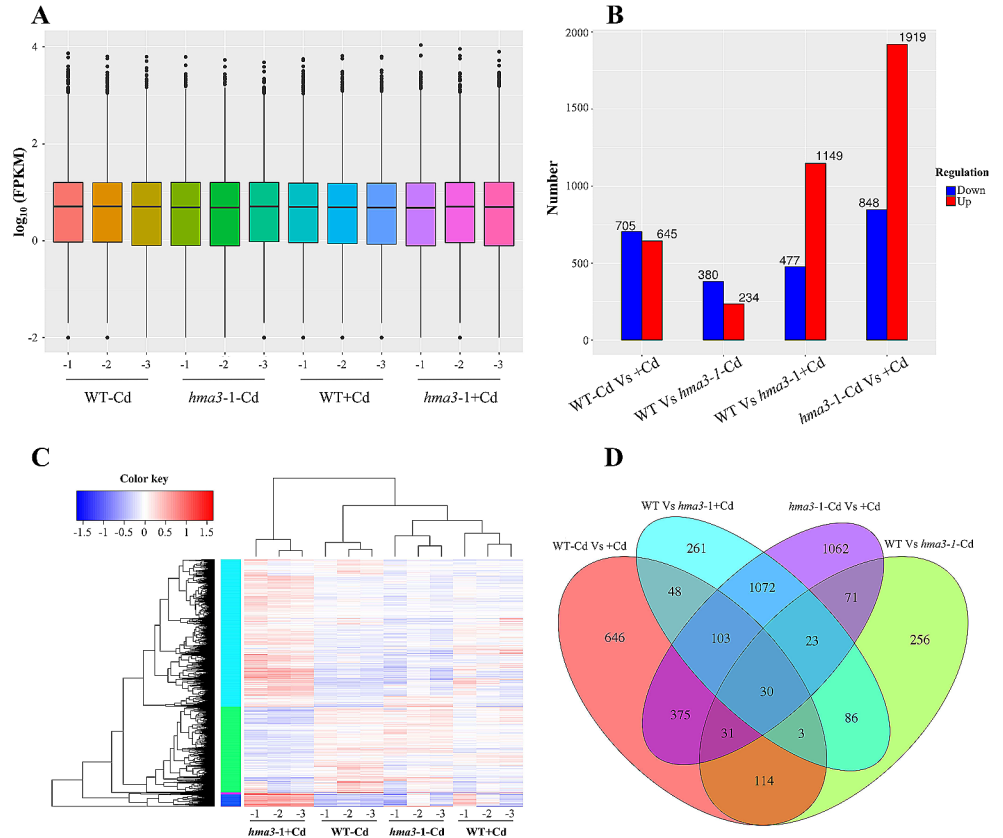 A
log10 (FPKM)
4
2
0
-2
-1 -2 -3 -1 -2 -3 -1 -2 -3 -1 -2 -3
WT-Cd hma3-1-Cd WT+Cd hma3-1+Cd
B
Number
2000
1500
1000
500
0
705 645 380 234 477 1149 848 1919
Regulation
Down
Up
WT-Cd Vs +Cd
WT Vs hma3-1-Cd
WT Vs hma3-1+Cd
hma3-1-Cd Vs +Cd
C
Color key
-1.5 -0.5 0 0.5 1 1.5
-1 -2 -3 -1 -2 -3 -1 -2 -3 -1 -2 -3
hma3-1+Cd WT-Cd hma3-1-Cd WT+Cd
D
WT Vs hma3-1+Cd hma3-1-Cd Vs +Cd
WT-Cd Vs +Cd WT Vs hma3-1-Cd
261 1062
48 1072 71
646 103 23 256
30
375 31 3 86
114